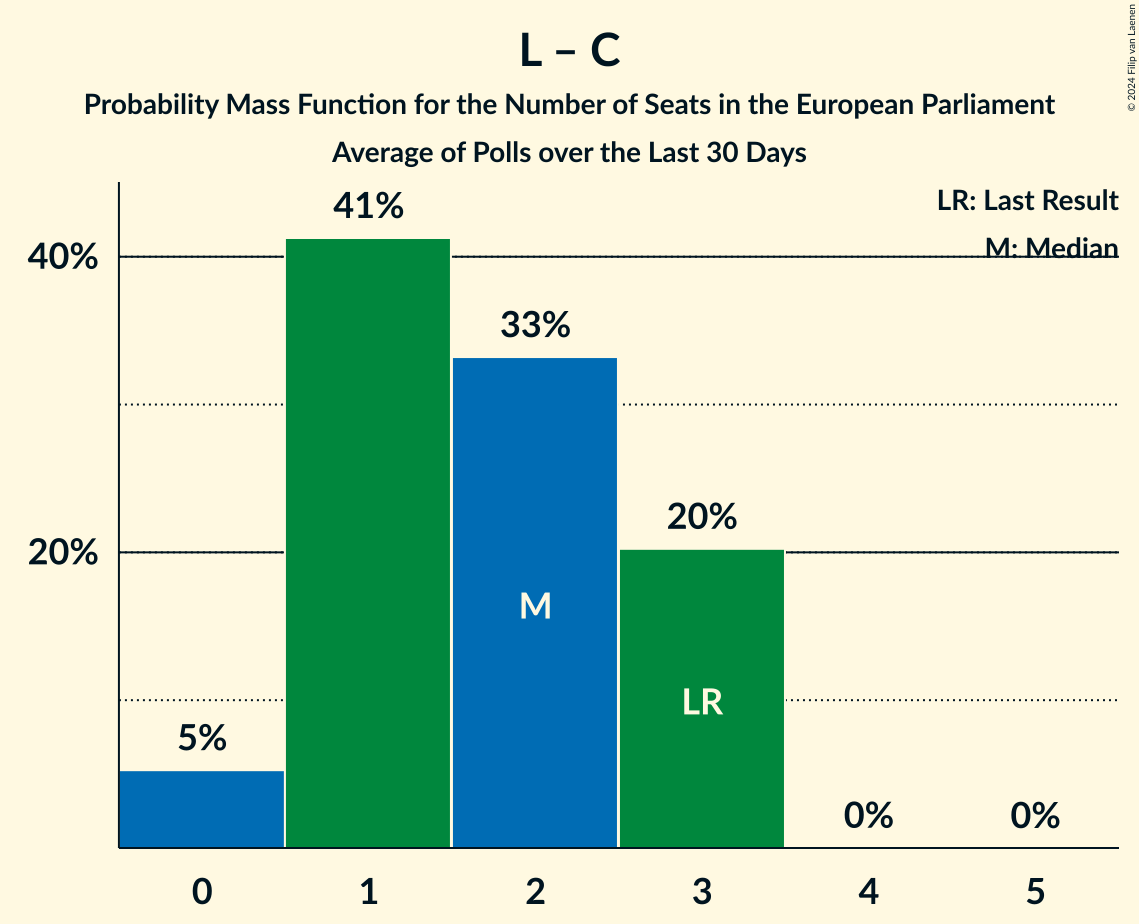 L – C
Probability Mass Function for the Number of Seats in the European Parliament
Average of Polls over the Last 30 Days
© 2024 Filip van Laenen
LR: Last Result
M: Median
40%
20%
5%
41%
33%
20%
0%
0%
M
LR
0 1 2 3 4 5